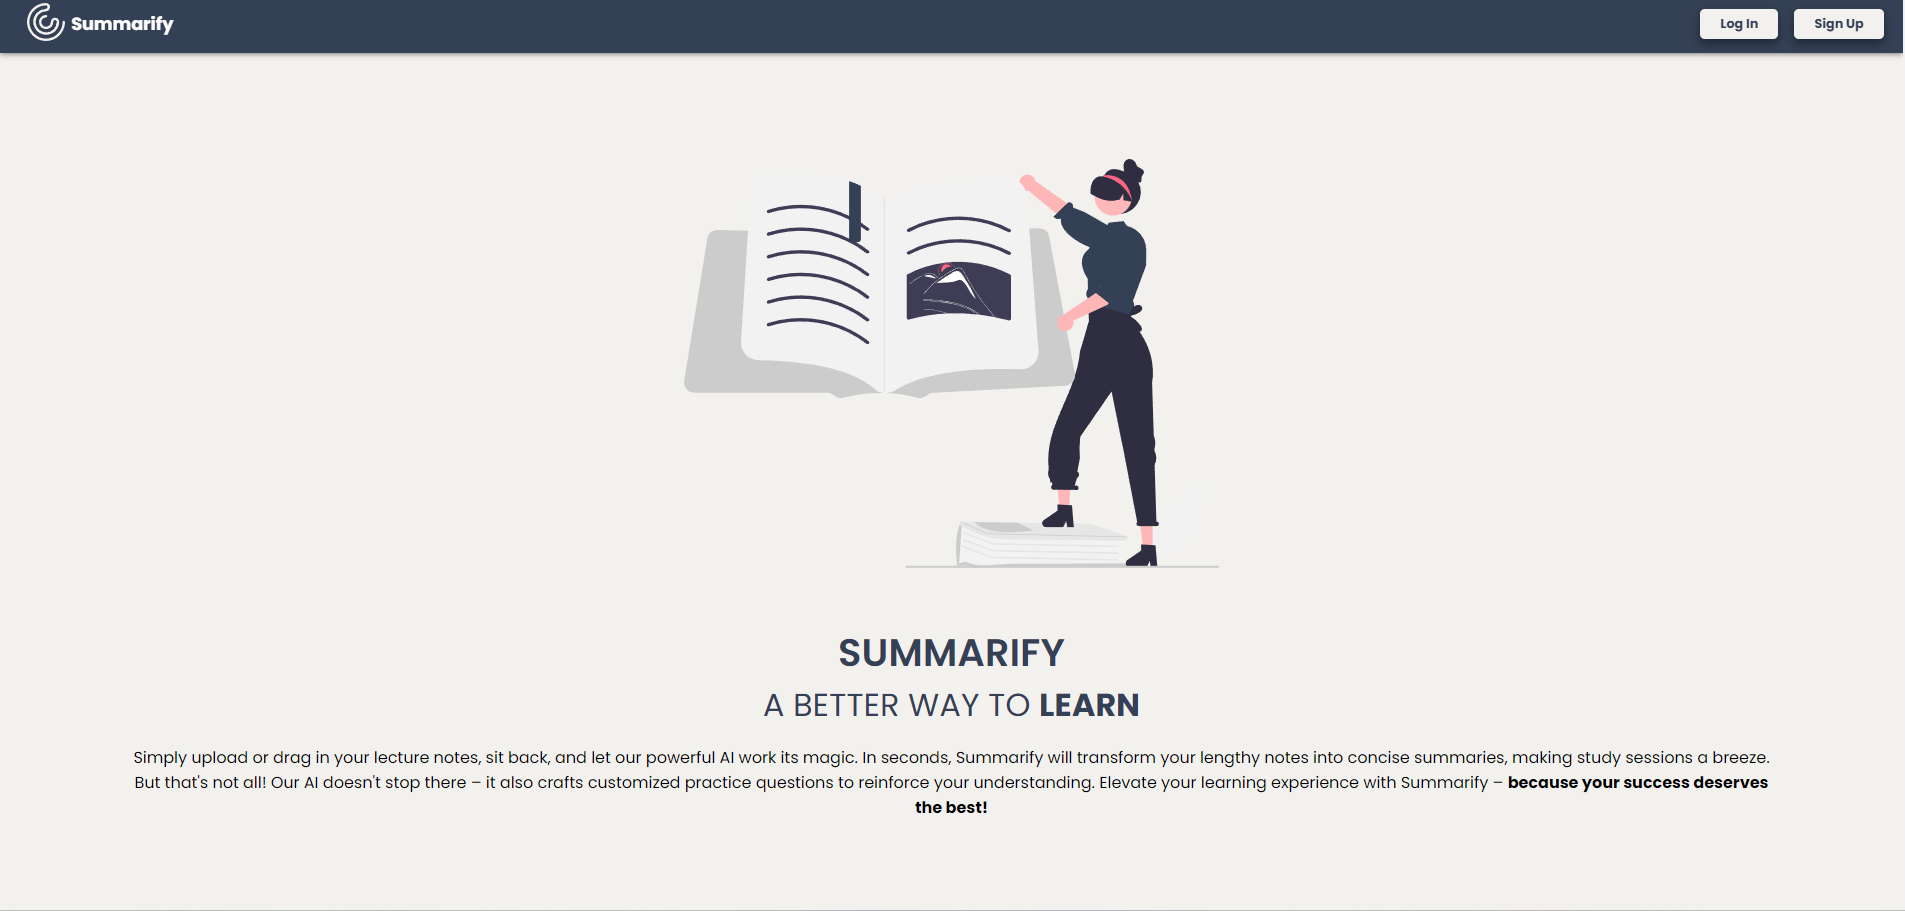 Summarify
Log In
Sign Up
SUMMARIFY
A BETTER WAY TO LEARN
Simply upload or drag in your lecture notes, sit back, and let our powerful AI work its magic. In seconds, Summarify will transform your lengthy notes into concise summaries, making study sessions a breeze.
But that's not all! Our AI doesn't stop there – it also crafts customized practice questions to reinforce your understanding. Elevate your learning experience with Summarify – because your success deserves
the best!